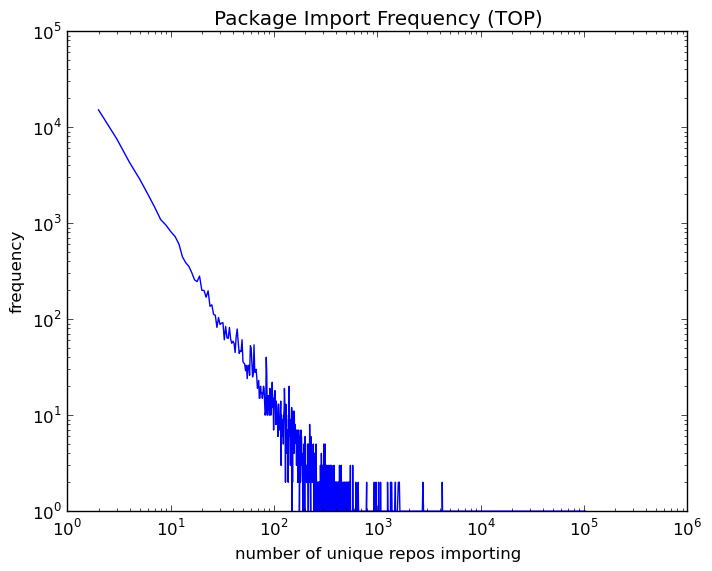 Package Import Frequency (TOP)
10^5
10^4
10^3
10^2
10^1
10^0
frequency
10^0 10^1 10^2 10^3 10^4 10^5 10^6
number of unique repos importing